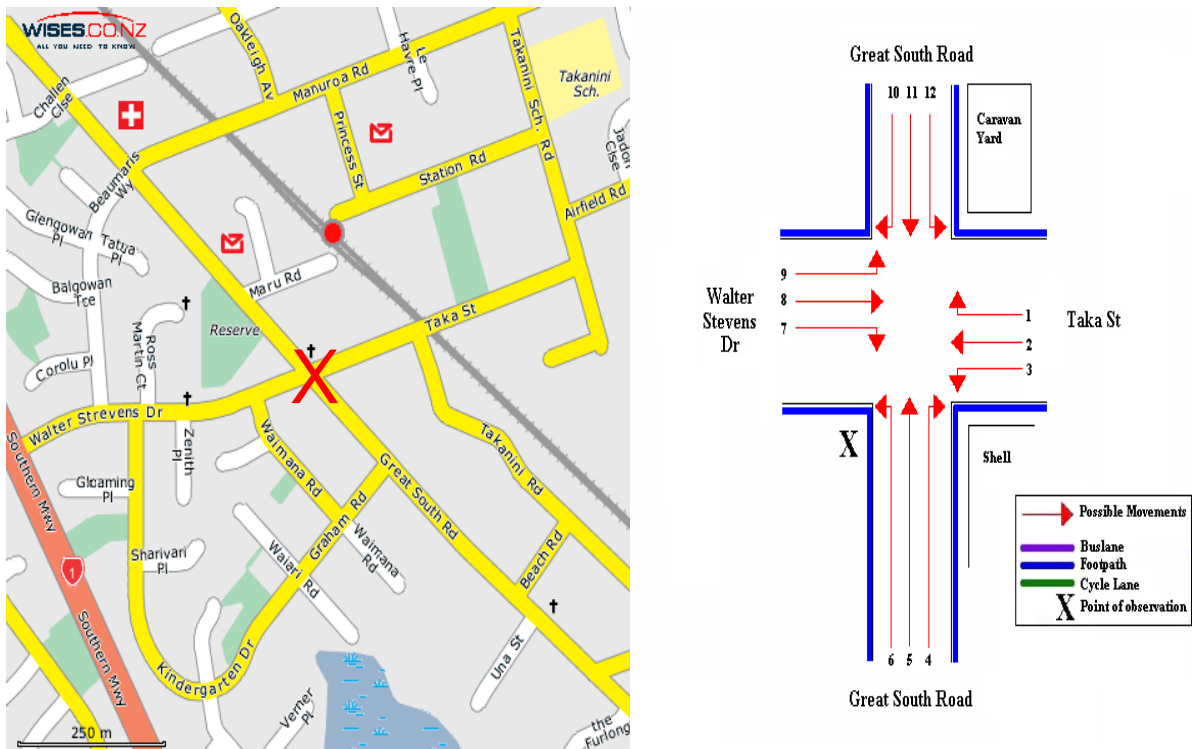 WISES.CO.NZ
ALL YOU NEED TO KNOW
Oakleigh Av
Le
Havre-Pl
Takanini Sch. Rd
Takanini
Sch.
Manuroa Rd
Challen
Clse
Princess St
Station Rd
Jadon
Clse
Beaumaris
Wy
Airfield Rd
Glengowan
Pl
Tatua
Pl
Balgowan
Tce
Maru Rd
Reserve
Taka St
Ross
Martin-Ct
Corolu Pl
Walter Strevens Dr
Zenith
Pl
Waimana Rd
Takanini Rd
Great South Rd
Southern Mwy
Gloaming
Pl
Graham Rd
Waimana
Rd
Beach Rd
Sharivari
Pl
Waiari Rd
1
Southern Mwy
Kindergarten Dr
Una St
Verner
Pl
the
Furlong
250 m
X
Great South Road
10 11 12
Caravan
Yard
9
8
7
Walter
Stevens
Dr
1
2
3
Taka St
X
Shell
6 5 4
Great South Road
Possible Movements
Buslane
Footpath
Cycle Lane
X Point of observation